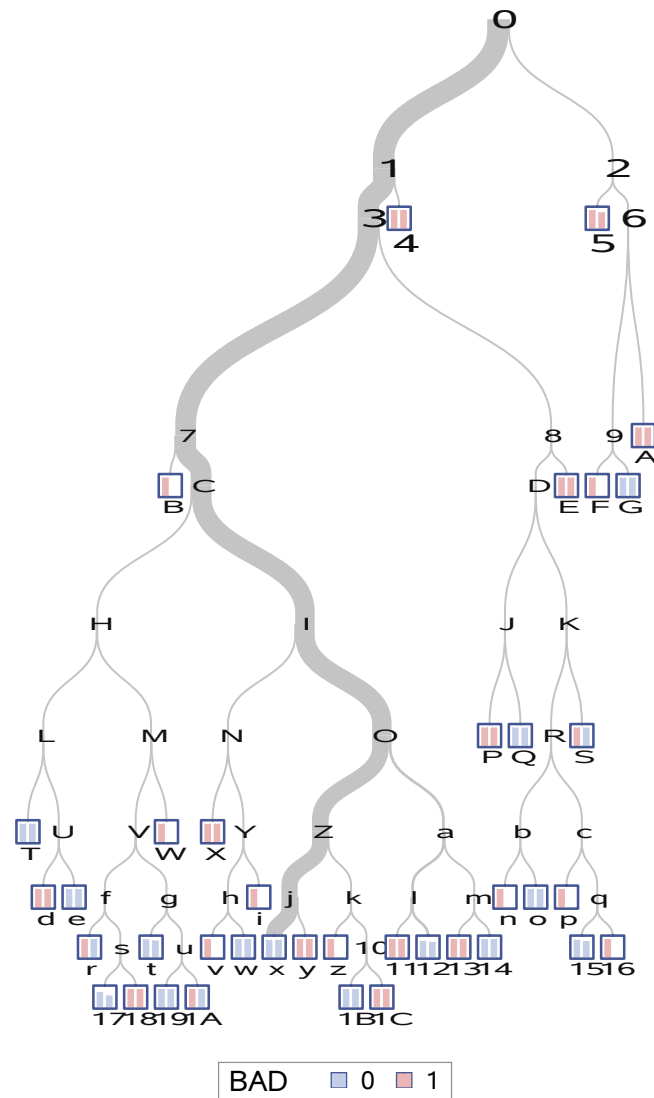 0
1 2
3 4 5 6
7 8 9 A
B C D E F G
H I J K
L M N O P Q R S
T U V W X Y Z a b c
d e f g h i j k l m n o p q
r s t u v w x y z 10 11 12 13 14 15 16
17 18 19 1A 1B 1C
BAD 0 1